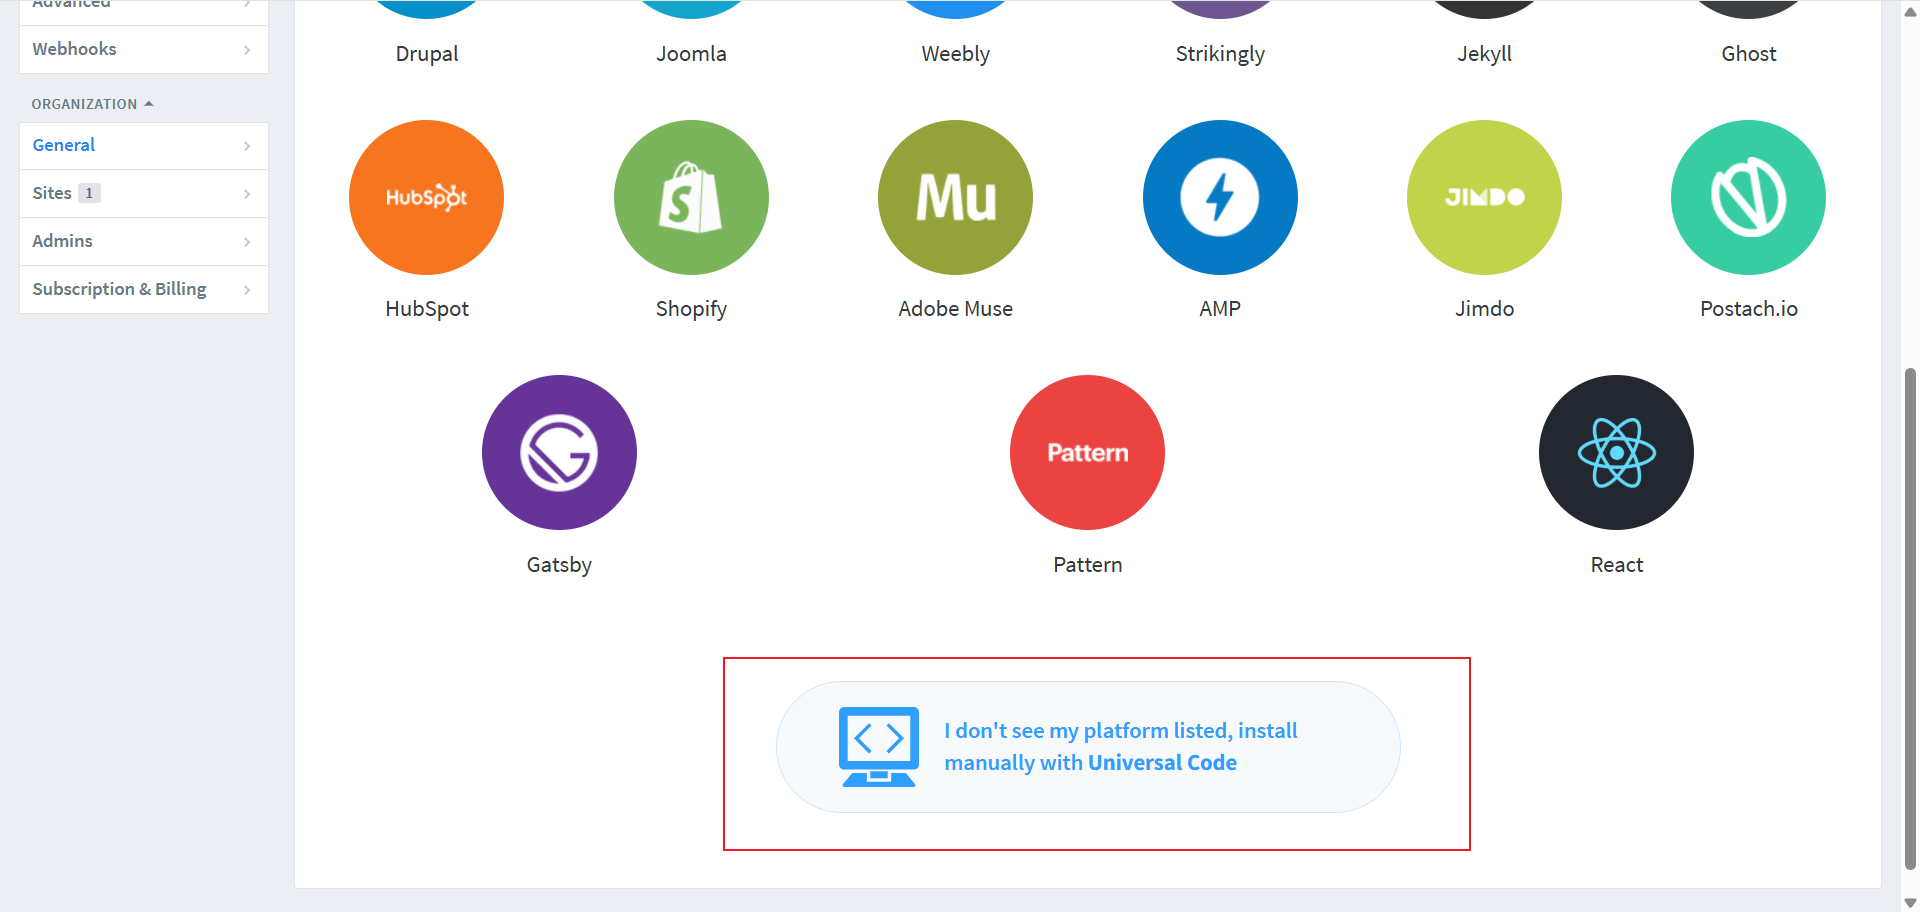 Advanced
Webhooks
ORGANIZATION
General
Sites 1
Admins
Subscription & Billing
Drupal
Joomla
Weebly
Strikingly
Jekyll
Ghost
HubSpot
S
Mu
JIMDO
HubSpot
Shopify
Adobe Muse
AMP
Jimdo
Postach.io
Pattern
Gatsby
Pattern
React
I don't see my platform listed, install
manually with Universal Code